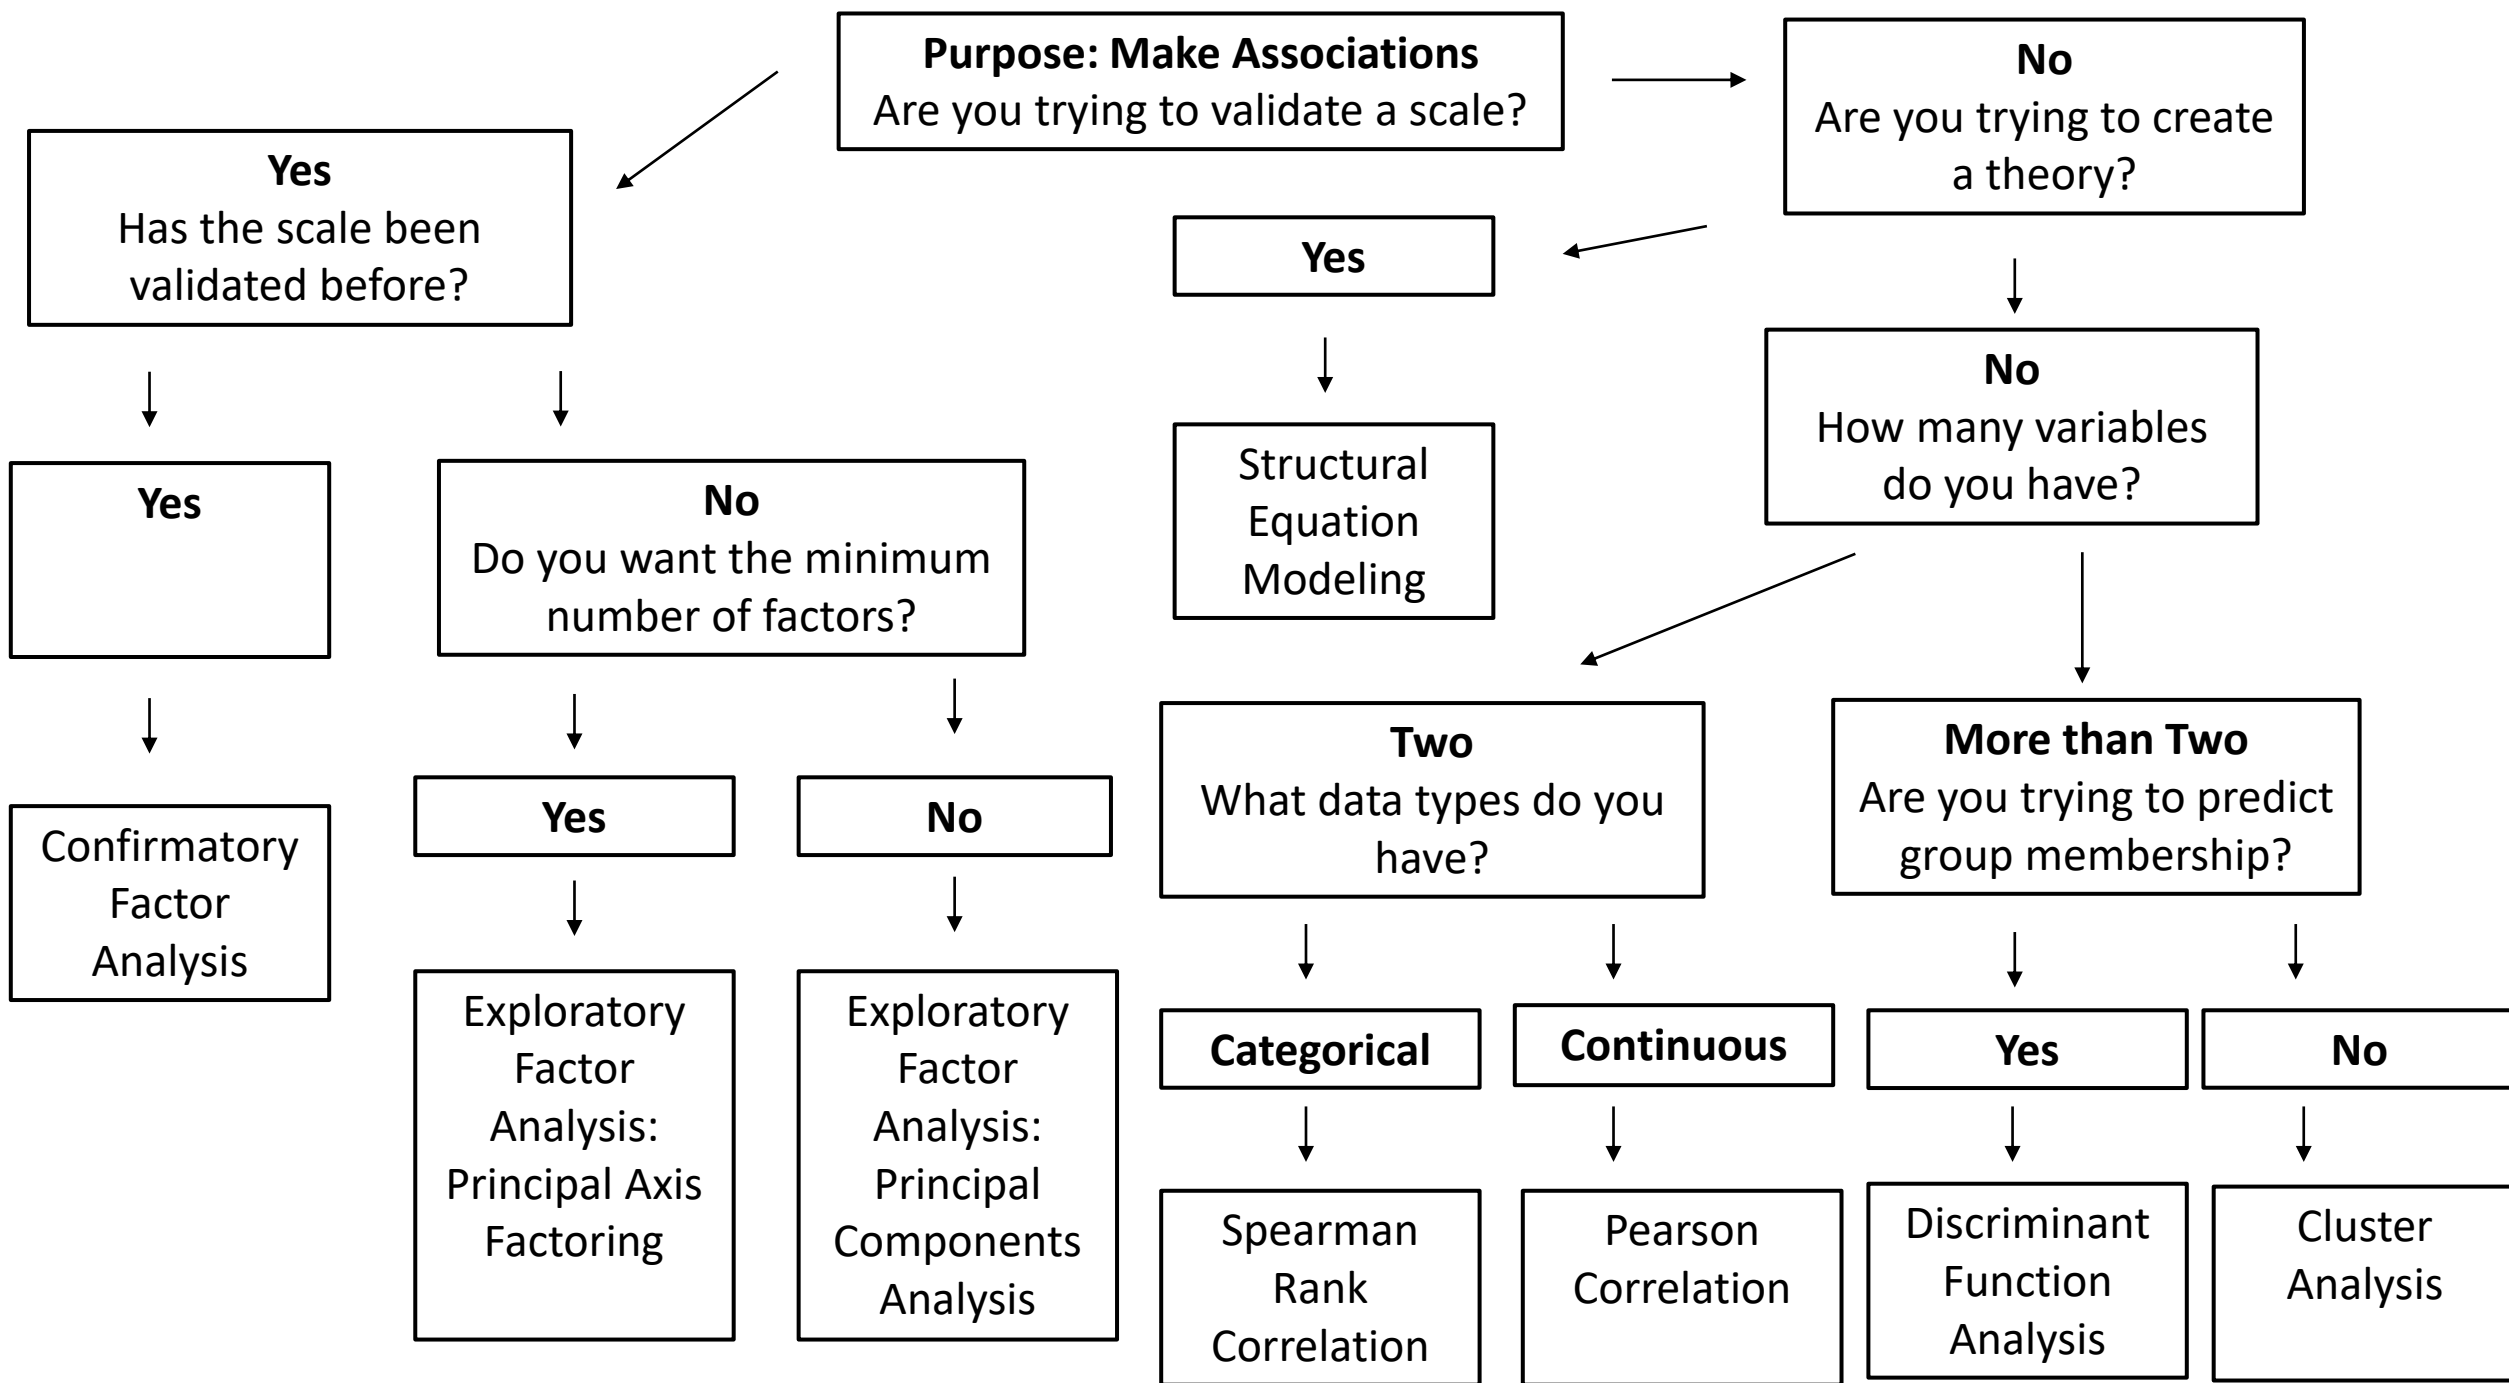 Purpose: Make Associations
Are you trying to validate a scale?
No
Are you trying to create
a theory?
Yes
Has the scale been
validated before?
Yes
No
How many variables
do you have?
Yes
No
Do you want the minimum
number of factors?
Structural
Equation
Modeling
Two
What data types do you
have?
More than Two
Are you trying to predict
group membership?
Yes
No
Confirmatory
Factor
Analysis
Exploratory
Factor
Analysis:
Principal Axis
Factoring
Exploratory
Factor
Analysis:
Principal
Components
Analysis
Categorical
Continuous
Yes
No
Spearman
Rank
Correlation
Pearson
Correlation
Discriminant
Function
Analysis
Cluster
Analysis